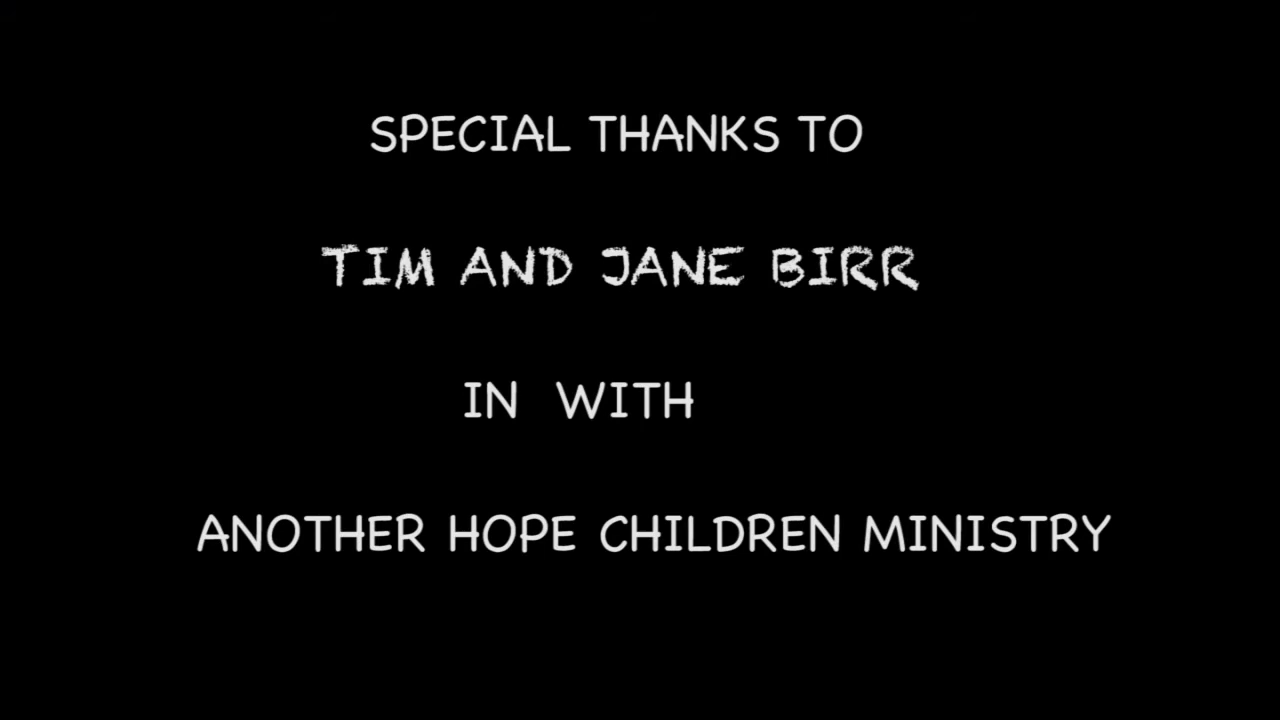 SPECIAL THANKS TO
TIM AND JANE BIRR
IN WITH
ANOTHER HOPE CHILDREN MINISTRY